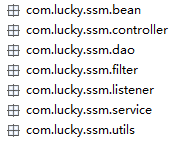 com.lucky.ssm.bean
com.lucky.ssm.controller
com.lucky.ssm.dao
com.lucky.ssm.filter
com.lucky.ssm.listener
com.lucky.ssm.service
com.lucky.ssm.utils